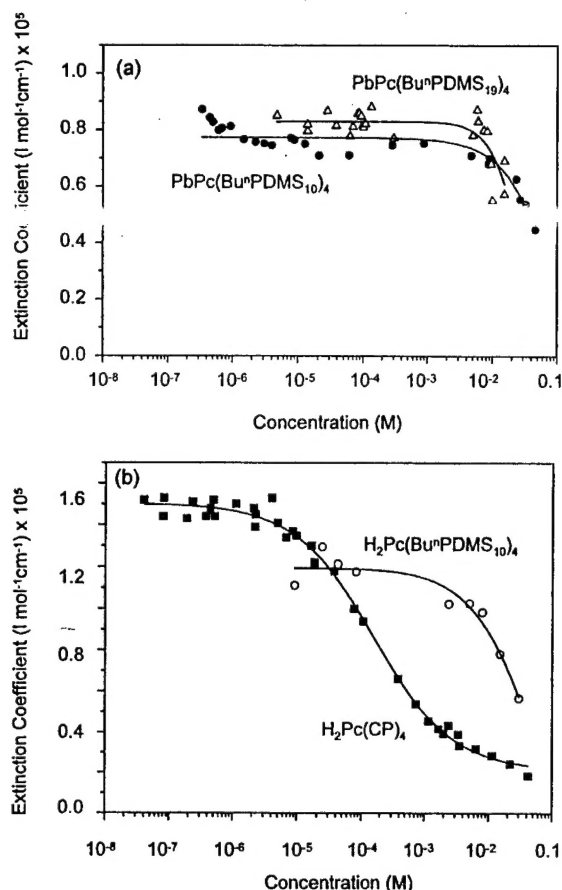 (a)
1.0
0.8
0.6
0.4
0.2
0.0
Extinction (l mol⁻¹cm⁻¹) x 10⁵
PbPc(BuⁿPDMS₁₉)₄
PbPc(BuⁿPDMS₁₀)₄
10⁻⁸ 10⁻⁷ 10⁻⁶ 10⁻⁵ 10⁻⁴ 10⁻³ 10⁻² 0.1
Concentration (M)
(b)
1.6
1.2
0.8
0.4
0.0
Extinction Coefficient (l mol⁻¹cm⁻¹) x 10⁵
H₂Pc(BuⁿPDMS₁₀)₄
H₂Pc(CP)₄
10⁻⁸ 10⁻⁷ 10⁻⁶ 10⁻⁵ 10⁻⁴ 10⁻³ 10⁻² 0.1
Concentration (M)